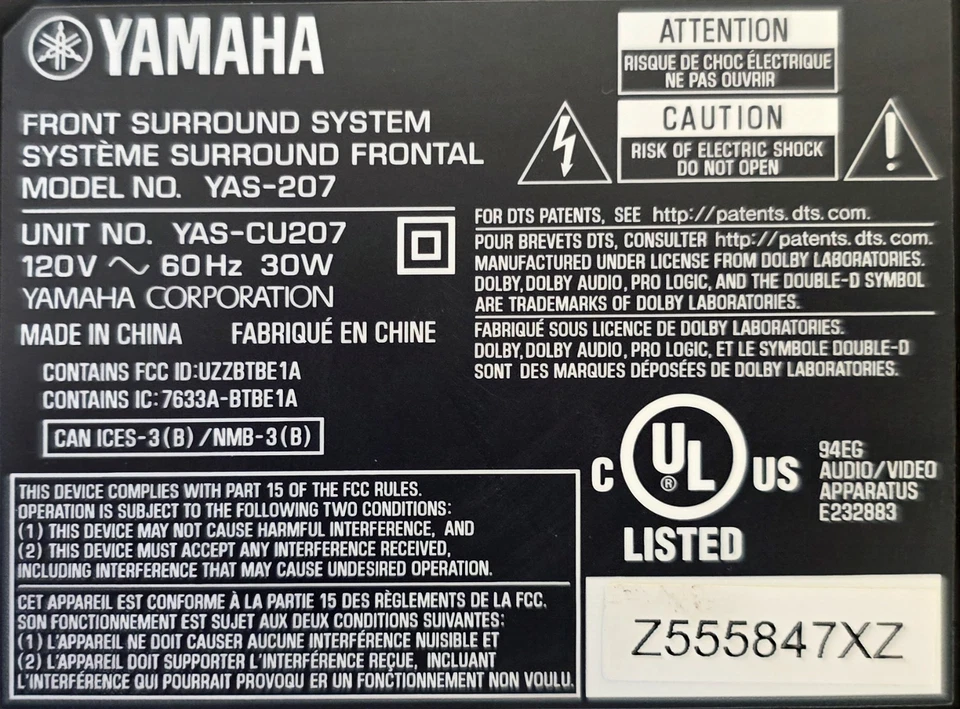 YAMAHA
FRONT SURROUND SYSTEM
SYSTÈME SURROUND FRONTAL
MODEL NO. YAS-207
UNIT NO. YAS-CU207
120V ~ 60Hz 30W
YAMAHA CORPORATION
MADE IN CHINA FABRIQUÉ EN CHINE
CONTAINS FCC ID:UZZBTBE1A
CONTAINS IC:7633A-BTBE1A
CAN ICES-3(B)/NMB-3(B)
ATTENTION
RISQUE DE CHOC ÉLECTRIQUE
NE PAS OUVRIR
CAUTION
RISK OF ELECTRIC SHOCK
DO NOT OPEN
FOR DTS PATENTS, SEE http://patents.dts.com.
POUR BREVETS DTS, CONSULTER http://patents.dts.com.
MANUFACTURED UNDER LICENSE FROM DOLBY LABORATORIES.
DOLBY, DOLBY AUDIO, PRO LOGIC, AND THE DOUBLE-D SYMBOL
ARE TRADEMARKS OF DOLBY LABORATORIES.
FABRIQUÉ SOUS LICENCE DE DOLBY LABORATORIES.
DOLBY, DOLBY AUDIO, PRO LOGIC, ET LE SYMBOLE DOUBLE-D
SONT DES MARQUES DÉPOSÉES DE DOLBY LABORATORIES.
C UL® US
LISTED
94EG
AUDIO/VIDEO
APPARATUS
E232883
THIS DEVICE COMPLIES WITH PART 15 OF THE FCC RULES.
OPERATION IS SUBJECT TO THE FOLLOWING TWO CONDITIONS:
(1) THIS DEVICE MAY NOT CAUSE HARMFUL INTERFERENCE, AND
(2) THIS DEVICE MUST ACCEPT ANY INTERFERENCE RECEIVED,
INCLUDING INTERFERENCE THAT MAY CAUSE UNDESIRED OPERATION.
CET APPAREIL EST CONFORME À LA PARTIE 15 DES RÈGLEMENTS DE LA FCC.
SON FONCTIONNEMENT EST SUJET AUX DEUX CONDITIONS SUIVANTES:
(1) L'APPAREIL NE DOIT CAUSER AUCUNE INTERFÉRENCE NUISIBLE ET
(2) L'APPAREIL DOIT SUPPORTER L'INTERFÉRENCE REÇUE, INCLUANT
L'INTERFÉRENCE QUI POURRAIT PROVOQU ER UN FONCTIONNEMENT NON VOULU.
Z555847XZ